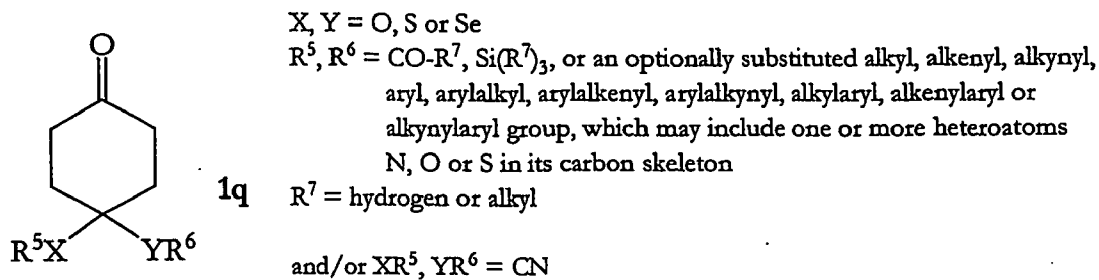 O
X, Y = O, S or Se
R⁵, R⁶ = CO-R⁷, Si(R⁷)₃, or an optionally substituted alkyl, alkenyl, alkynyl,
aryl, arylalkyl, arylalkenyl, arylalkynyl, alkylaryl, alkenylaryl or
alkynylaryl group, which may include one or more heteroatoms
N, O or S in its carbon skeleton
1q
R⁷ = hydrogen or alkyl
R⁵X YR⁶
and/or XR⁵, YR⁶ = CN